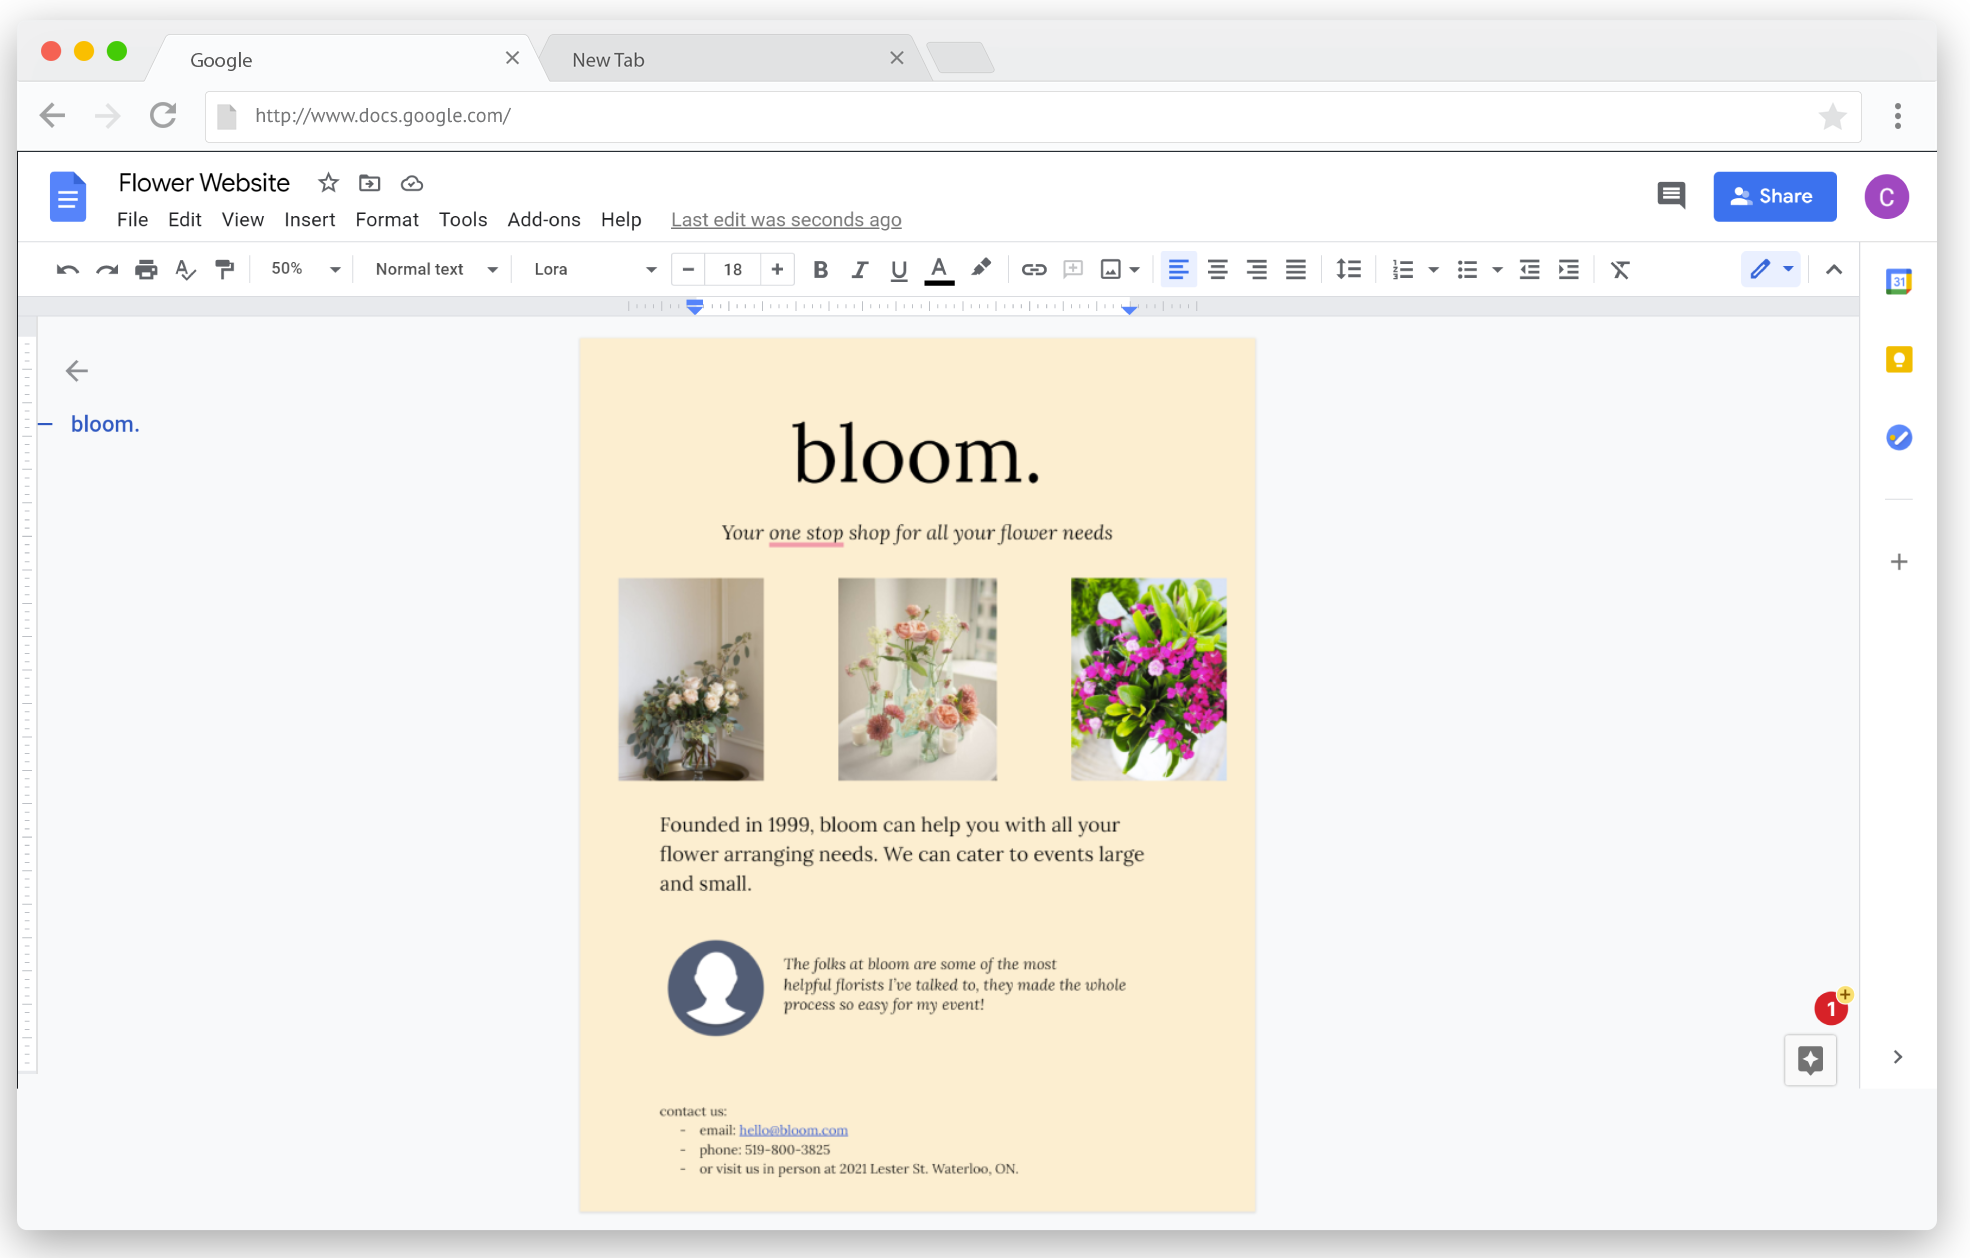 Google
New Tab
http://www.docs.google.com/
Flower Website
File Edit View Insert Format Tools Add-ons Help Last edit was seconds ago
Share
C
50% Normal text Lora 18 B I U A
31
bloom.
bloom.
Your one stop shop for all your flower needs
Founded in 1999, bloom can help you with all your
flower arranging needs. We can cater to events large
and small.
The folks at bloom are some of the most
helpful florists I've talked to, they made the whole
process so easy for my event!
1
contact us:
- email: hello@bloom.com
- phone: 519-800-3825
- or visit us in person at 2021 Lester St. Waterloo, ON.